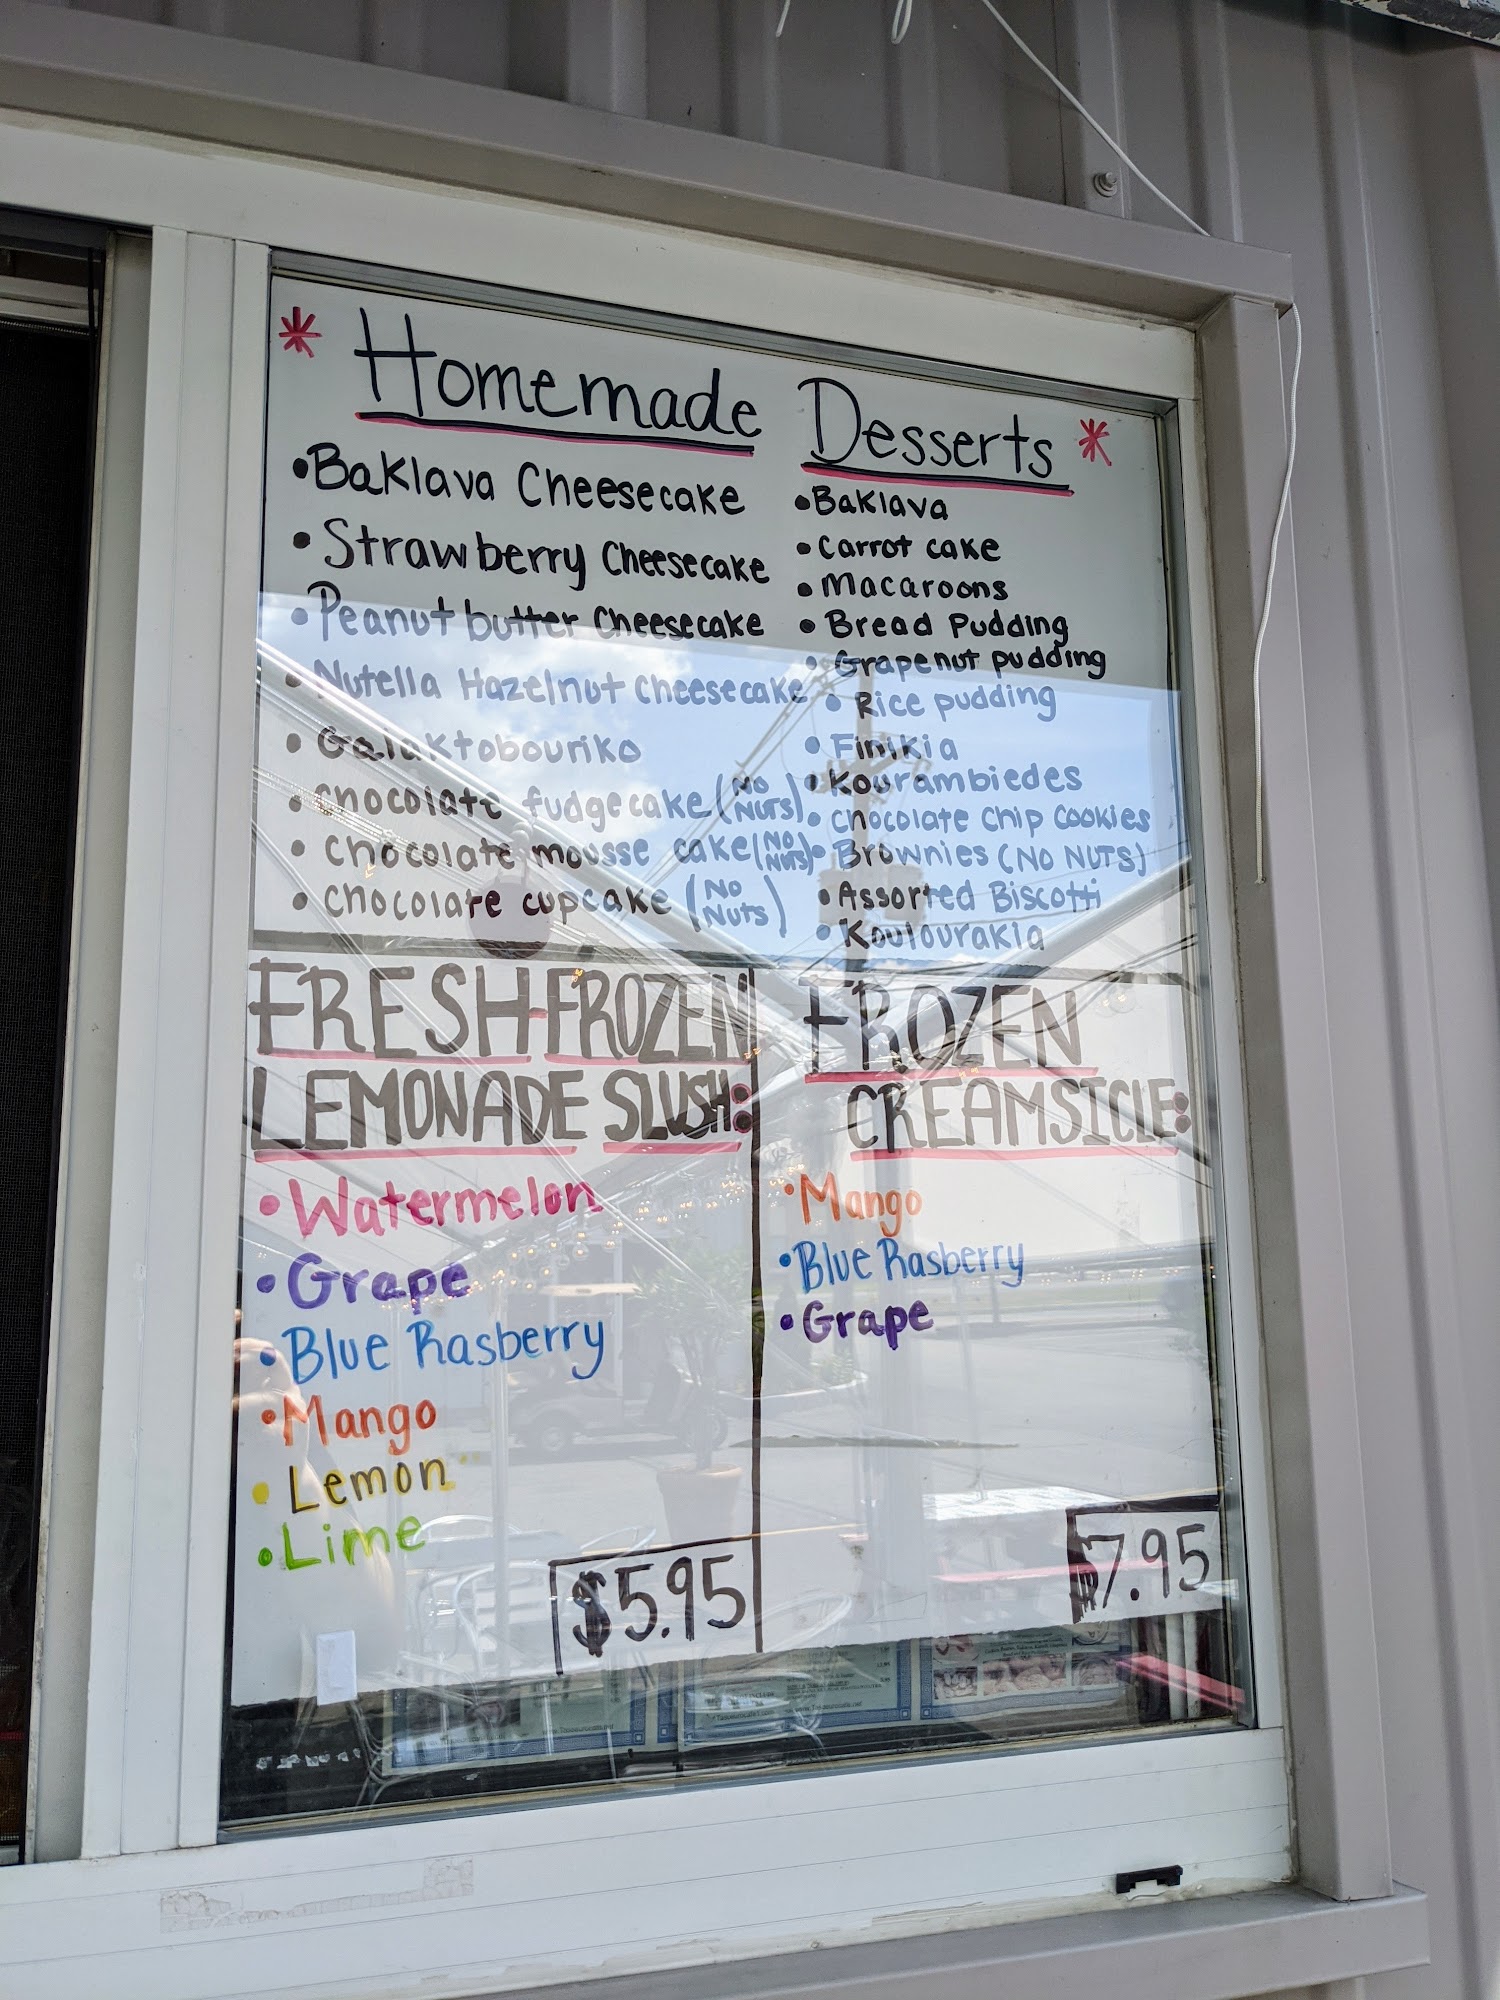 * Homemade Desserts *
• Baklava Cheesecake
• Strawberry Cheesecake
• Peanut butter Cheesecake
• Nutella Hazelnut Cheesecake
• Galaktobouriko
• Chocolate fudge cake (No Nuts)
• Chocolate mousse cake (No Nuts)
• Chocolate cupcake (No Nuts)
• Baklava
• Carrot cake
• Macaroons
• Bread Pudding
• Grapenut pudding
• Rice pudding
• Finikia
• Kourambiedes
• Chocolate Chip Cookies
• Brownies (No Nuts)
• Assorted Biscotti
• Koulourakia
FRESH-FROZEN
LEMONADE SLUSH:
• Watermelon
• Grape
• Blue Rasberry
• Mango
• Lemon
• Lime
$5.95
FROZEN
CREAMSICLE:
• Mango
• Blue Rasberry
• Grape
$7.95